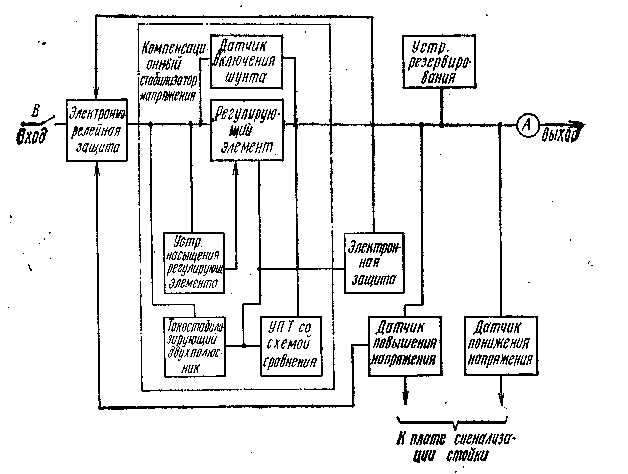 Компенсаци-
онный
стабилизатор
напряжения
Датчик
включения
шунта
Устр.
резервиро-
вания
В
Вход
Электронно
релейная
защита
Регулирую-
щий
элемент
А
Выход
Устр.
насыщения
регулирующ.
элемента
Электрон-
ная
защита
Токостабили
зирующий
двухполюс-
ник
УПТ со
схемой
сравнения
Датчик
повышения
напряжения
Датчик
понижения
напряжения
К плате сигнализа-
ции стойки